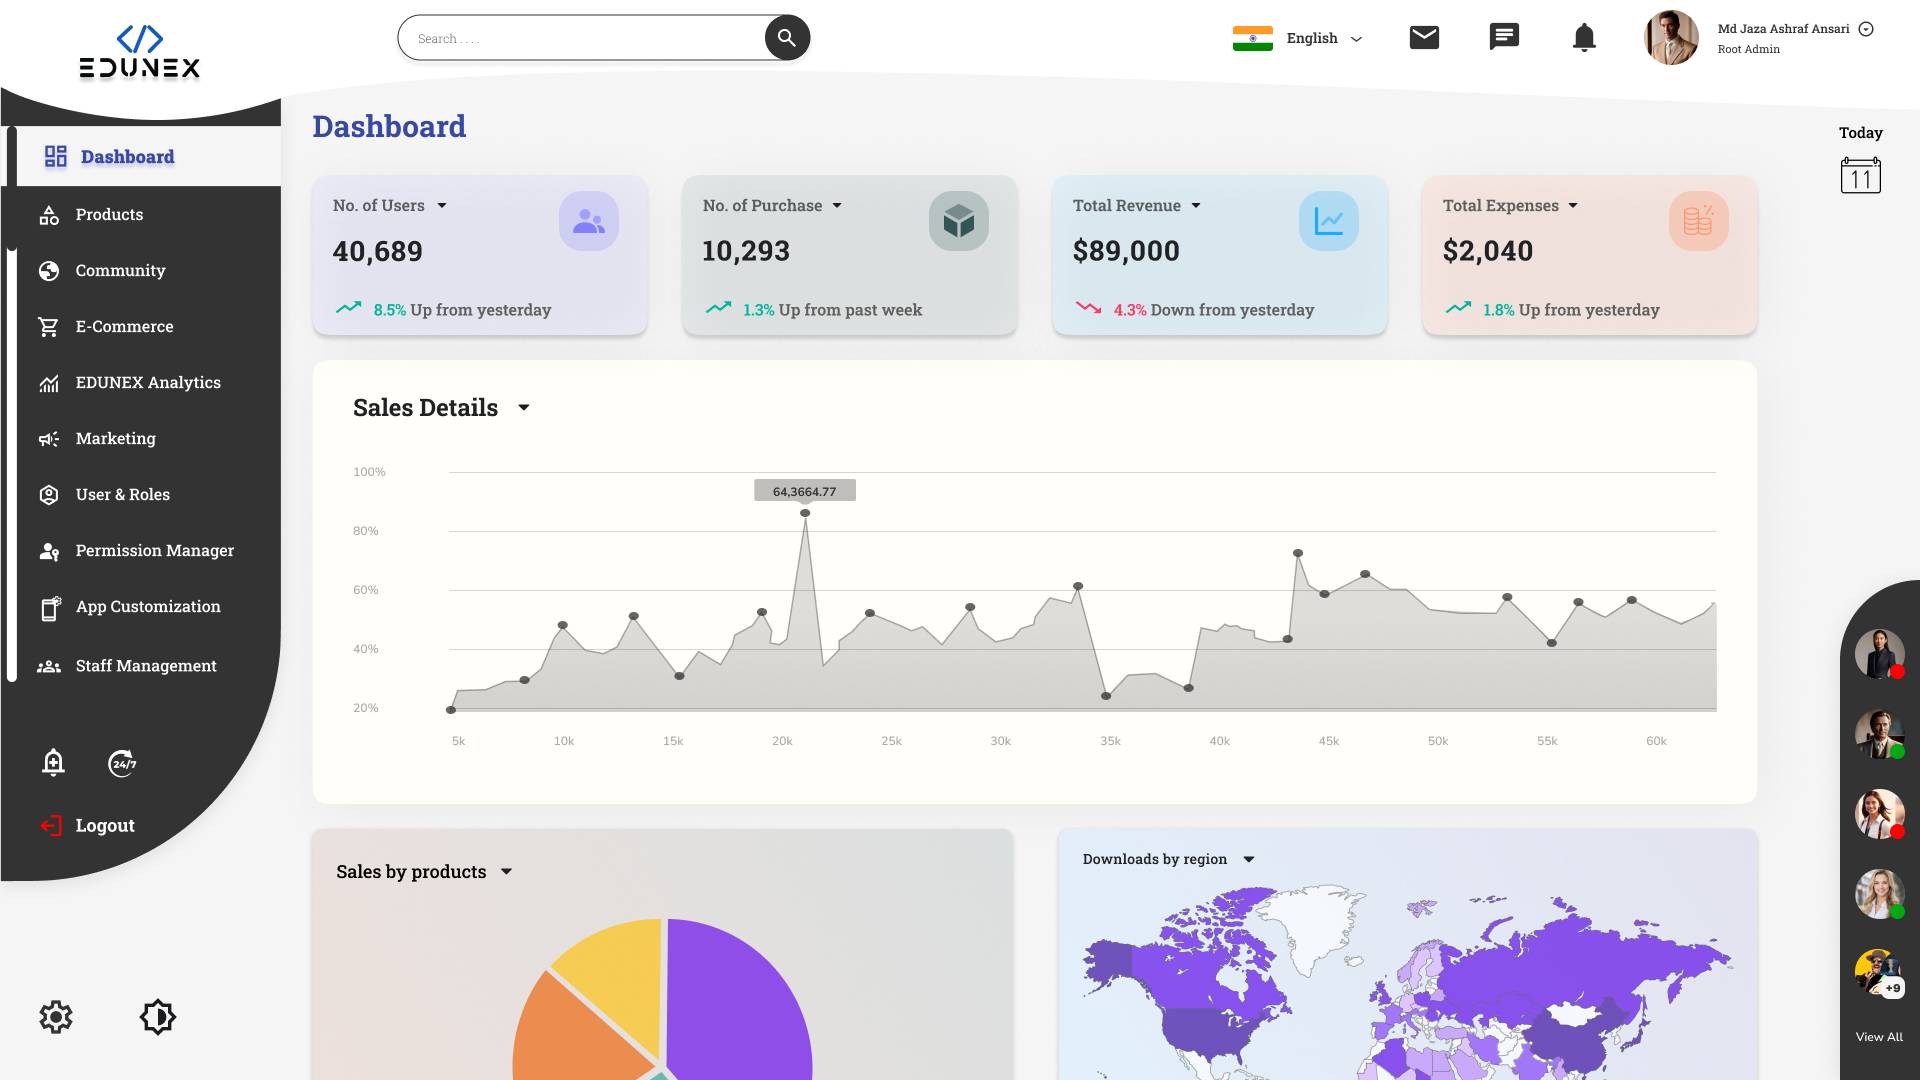 EDUNEX
Search . . . .
English
Md Jaza Ashraf Ansari
Root Admin
Dashboard
Products
Community
E-Commerce
EDUNEX Analytics
Marketing
User & Roles
Permission Manager
App Customization
Staff Management
24/7
Logout
Dashboard
Today
11
No. of Users
40,689
8.5% Up from yesterday
No. of Purchase
10,293
1.3% Up from past week
Total Revenue
$89,000
4.3% Down from yesterday
Total Expenses
$2,040
1.8% Up from yesterday
Sales Details
100%
80%
60%
40%
20%
64,3664.77
5k 10k 15k 20k 25k 30k 35k 40k 45k 50k 55k 60k
Sales by products
Downloads by region
+9
View All